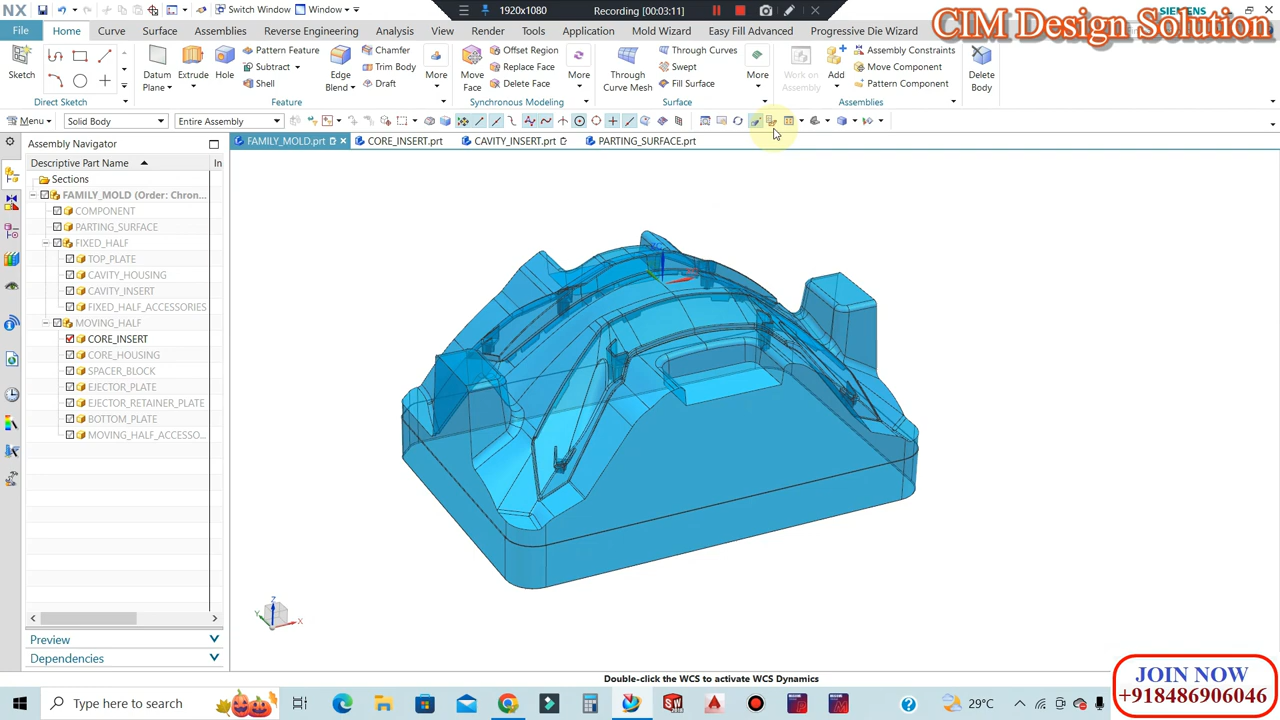 NX
Switch Window
Window
1920x1080
Recording [00:03:11]
SIEMENS
CIM Design Solution
File
Home
Curve
Surface
Assemblies
Reverse Engineering
Analysis
View
Render
Tools
Application
Mold Wizard
Easy Fill Advanced
Progressive Die Wizard
Sketch
Direct Sketch
Datum Plane
Extrude
Hole
Pattern Feature
Subtract
Shell
Edge Blend
Chamfer
Trim Body
Draft
More
Feature
Move Face
Offset Region
Replace Face
Delete Face
More
Synchronous Modeling
Through Curve Mesh
Through Curves
Swept
Fill Surface
More
Surface
Work on Assembly
Add
Assembly Constraints
Move Component
Pattern Component
Assemblies
Delete Body
Menu
Solid Body
Entire Assembly
Assembly Navigator
FAMILY_MOLD.prt
CORE_INSERT.prt
CAVITY_INSERT.prt
PARTING_SURFACE.prt
Descriptive Part Name
In
Sections
FAMILY_MOLD (Order: Chron...
COMPONENT
PARTING_SURFACE
FIXED_HALF
TOP_PLATE
CAVITY_HOUSING
CAVITY_INSERT
FIXED_HALF_ACCESSORIES
MOVING_HALF
CORE_INSERT
CORE_HOUSING
SPACER_BLOCK
EJECTOR_PLATE
EJECTOR_RETAINER_PLATE
BOTTOM_PLATE
MOVING_HALF_ACCESSO...
Preview
Dependencies
Z
Y
X
Double-click the WCS to activate WCS Dynamics
JOIN NOW
+918486906046
Type here to search
29°C